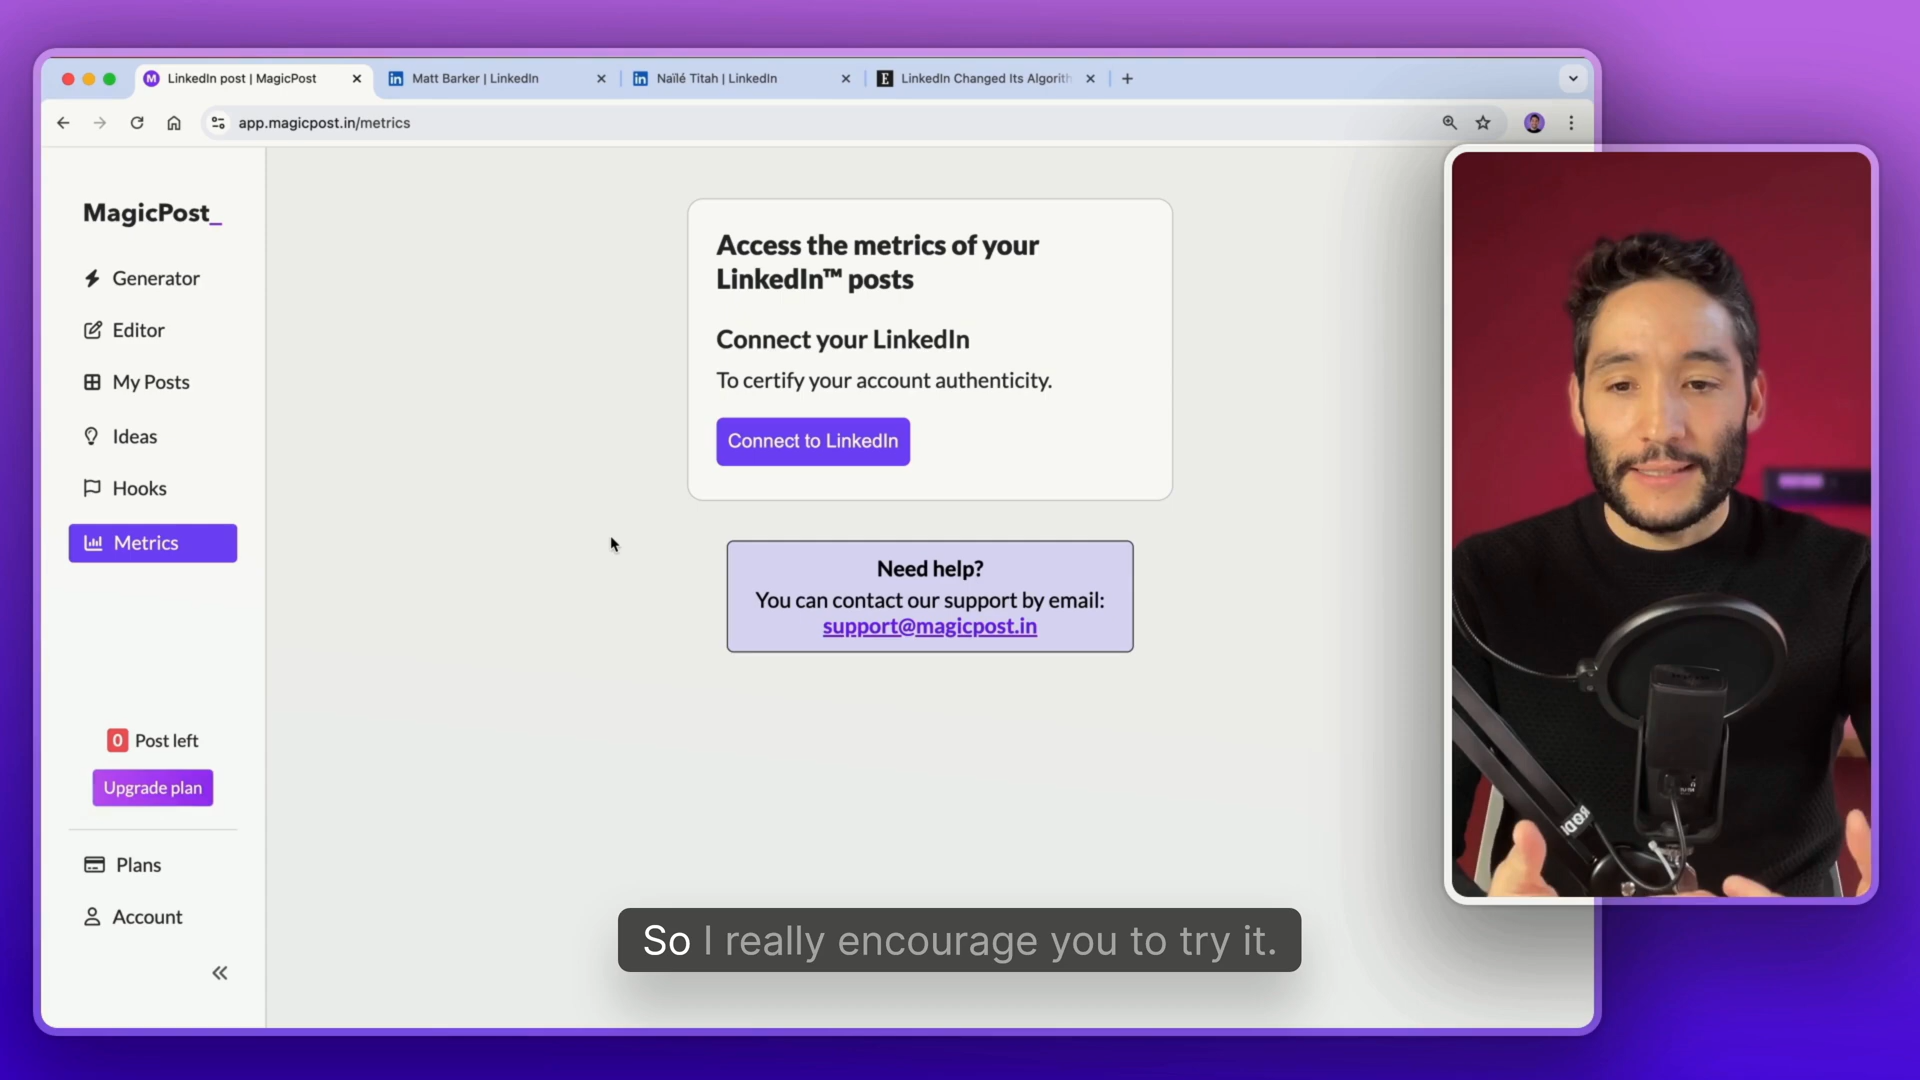 LinkedIn post | MagicPost
Matt Barker | LinkedIn
Naïlé Titah | LinkedIn
LinkedIn Changed Its Algorith
app.magicpost.in/metrics
MagicPost_
Generator
Editor
My Posts
Ideas
Hooks
Metrics
0 Post left
Upgrade plan
Plans
Account
Access the metrics of your
LinkedIn™ posts
Connect your LinkedIn
To certify your account authenticity.
Connect to LinkedIn
Need help?
You can contact our support by email:
support@magicpost.in
RØDE
So I really encourage you to try it.